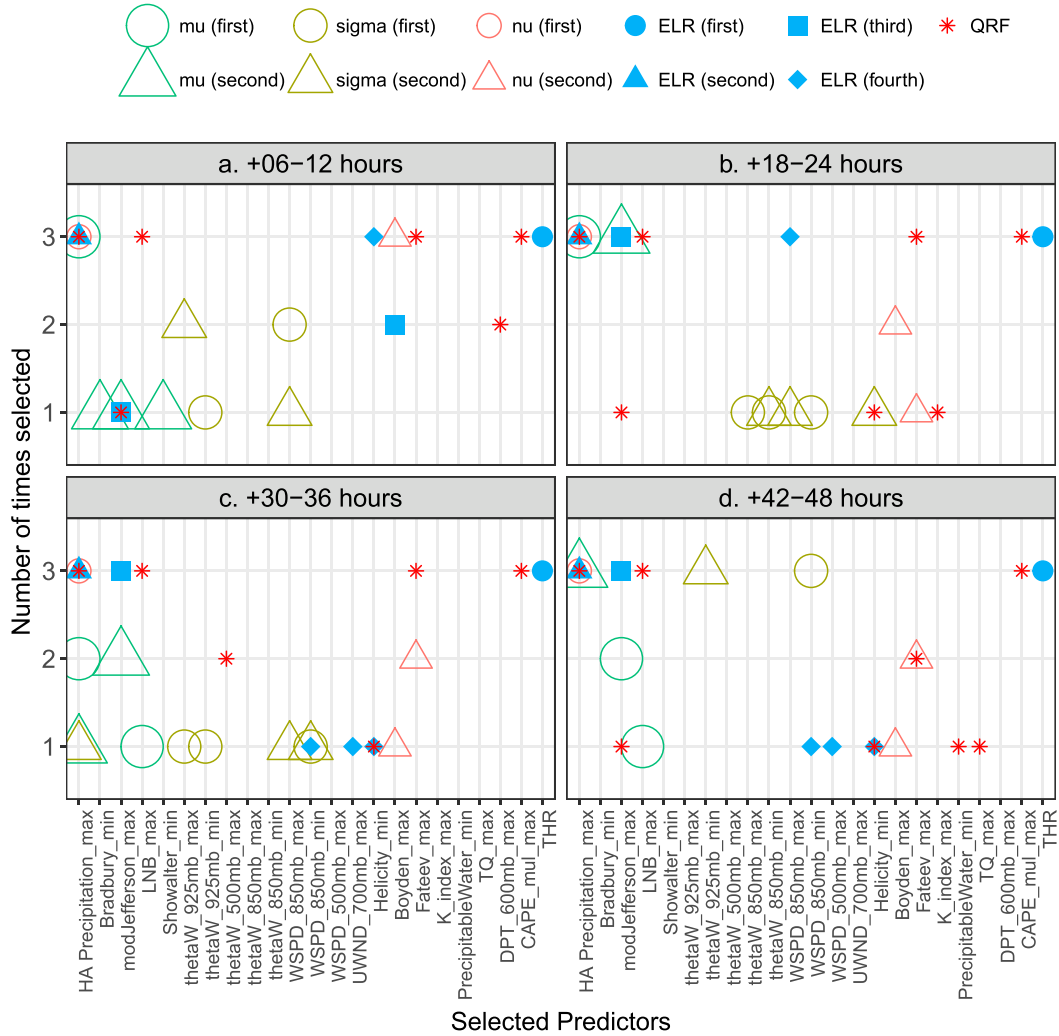 mu (first) sigma (first) nu (first) ELR (first) ELR (third) QRF
mu (second) sigma (second) nu (second) ELR (second) ELR (fourth)
a. +06−12 hours
b. +18−24 hours
3
2
1
c. +30−36 hours
d. +42−48 hours
3
2
1
Number of times selected
HA Precipitation_max
Bradbury_min
modJefferson_max
LNB_max
Showalter_min
thetaW_925mb_max
thetaW_925mb_min
thetaW_500mb_max
thetaW_850mb_max
thetaW_850mb_min
WSPD_850mb_max
WSPD_850mb_min
WSPD_500mb_max
UWND_700mb_max
Helicity_min
Boyden_max
Fateev_max
K_index_max
PrecipitableWater_min
TQ_max
DPT_600mb_max
CAPE_mul_max
THR
HA Precipitation_max
Bradbury_min
modJefferson_max
LNB_max
Showalter_min
thetaW_925mb_max
thetaW_925mb_min
thetaW_500mb_max
thetaW_850mb_max
thetaW_850mb_min
WSPD_850mb_max
WSPD_850mb_min
WSPD_500mb_max
UWND_700mb_max
Helicity_min
Boyden_max
Fateev_max
K_index_max
PrecipitableWater_min
TQ_max
DPT_600mb_max
CAPE_mul_max
THR
Selected Predictors